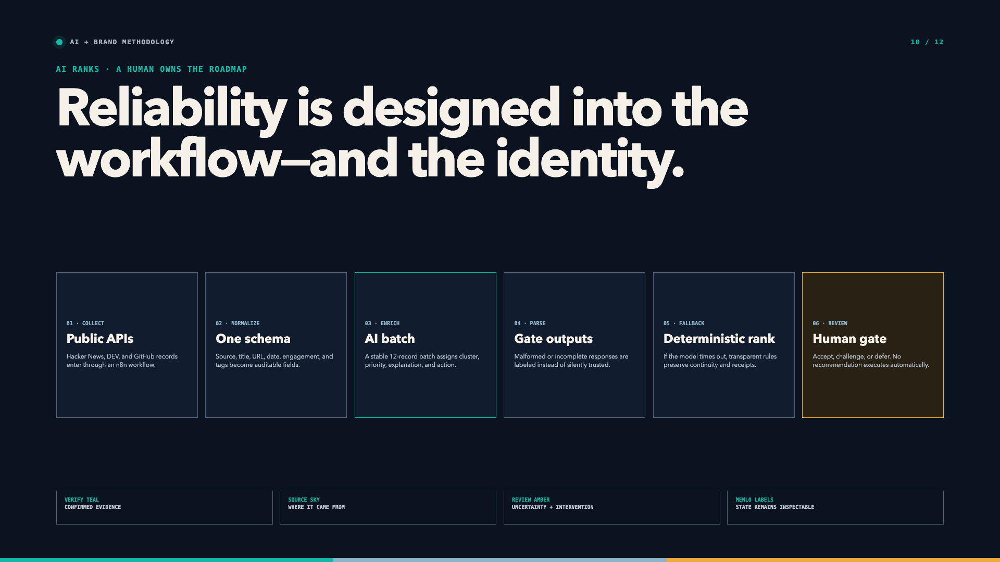 AI + BRAND METHODOLOGY
10 / 12
AI RANKS · A HUMAN OWNS THE ROADMAP
Reliability is designed into the
workflow—and the identity.
01 · COLLECT
Public APIs
Hacker News, DEV, and GitHub records
enter through an n8n workflow.
02 · NORMALIZE
One schema
Source, title, URL, date, engagement, and
tags become auditable fields.
03 · ENRICH
AI batch
A stable 12-record batch assigns cluster,
priority, explanation, and action.
04 · PARSE
Gate outputs
Malformed or incomplete responses are
labeled instead of silently trusted.
05 · FALLBACK
Deterministic rank
If the model times out, transparent rules
preserve continuity and receipts.
06 · REVIEW
Human gate
Accept, challenge, or defer. No
recommendation executes automatically.
VERIFY TEAL
CONFIRMED EVIDENCE
SOURCE SKY
WHERE IT CAME FROM
REVIEW AMBER
UNCERTAINTY + INTERVENTION
MENLO LABELS
STATE REMAINS INSPECTABLE